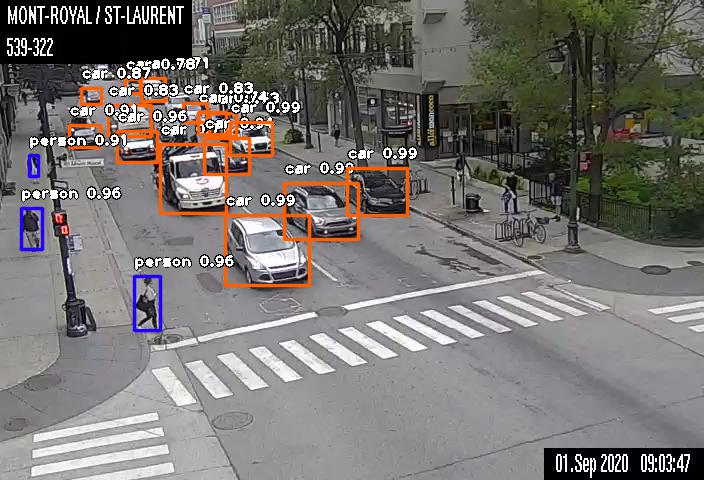 MONT-ROYAL / ST-LAURENT
539-322
car 0.87
car 0.83
car 0.83
car 0.91
car 0.96
car 0.99
person 0.91
car 0.99
car 0.99
person 0.96
car 0.99
person 0.96
01.Sep 2020 09:03:47